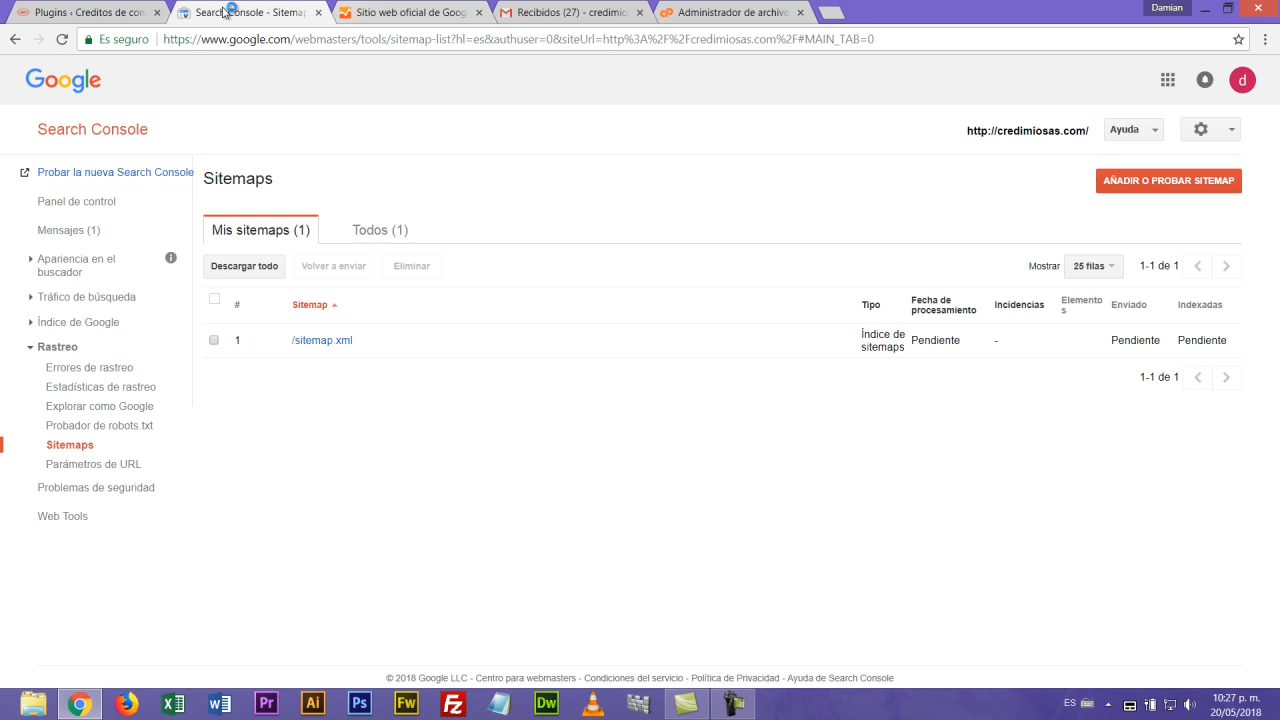 Plugins ‹ Creditos de con
Search Console - Sitemap
Sitio web oficial de Goog
Recibidos (27) - credimio
Administrador de archivo
Damian
Es seguro
https://www.google.com/webmasters/tools/sitemap-list?hl=es&authuser=0&siteUrl=http%3A%2F%2Fcredimiosas.com%2F#MAIN_TAB=0
Google
d
Search Console
http://credimiosas.com/
Ayuda
Probar la nueva Search Console
Panel de control
Mensajes (1)
Apariencia en el
buscador
Tráfico de búsqueda
Índice de Google
Rastreo
Errores de rastreo
Estadísticas de rastreo
Explorar como Google
Probador de robots.txt
Sitemaps
Parámetros de URL
Problemas de seguridad
Web Tools
Sitemaps
AÑADIR O PROBAR SITEMAP
Mis sitemaps (1)
Todos (1)
Descargar todo
Volver a enviar
Eliminar
Mostrar
25 filas
1-1 de 1
#
Sitemap
Tipo
Fecha de
procesamiento
Incidencias
Elemento
s
Enviado
Indexadas
1
/sitemap.xml
Índice de
sitemaps
Pendiente
-
Pendiente
Pendiente
1-1 de 1
© 2018 Google LLC - Centro para webmasters - Condiciones del servicio - Política de Privacidad - Ayuda de Search Console
Pr
Ai
Ps
Fw
Fz
Dw
ES
10:27 p. m.
20/05/2018